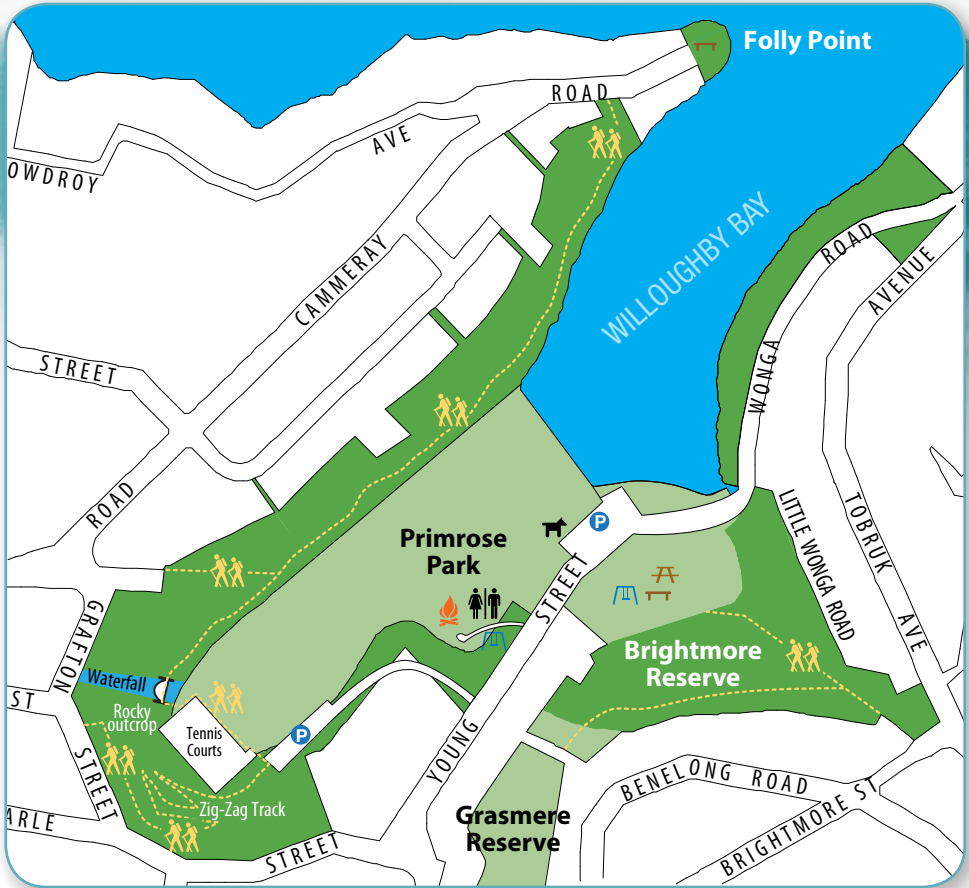 Folly Point
ROAD
AVE
OWDROY
WILLOUGHBY BAY
CAMMERAY
ROAD
AVENUE
WONGA
STREET
ROAD
LITTLE WONGA ROAD
TOBRUK
AVE
Primrose
Park
P
STREET
GRAFTON
Brightmore
Reserve
Waterfall
Rocky
outcrop
Tennis
Courts
P
ST
STREET
YOUNG
Zig-Zag Track
BENELONG ROAD
BRIGHTMORE ST
Grasmere
Reserve
ARLE
STREET